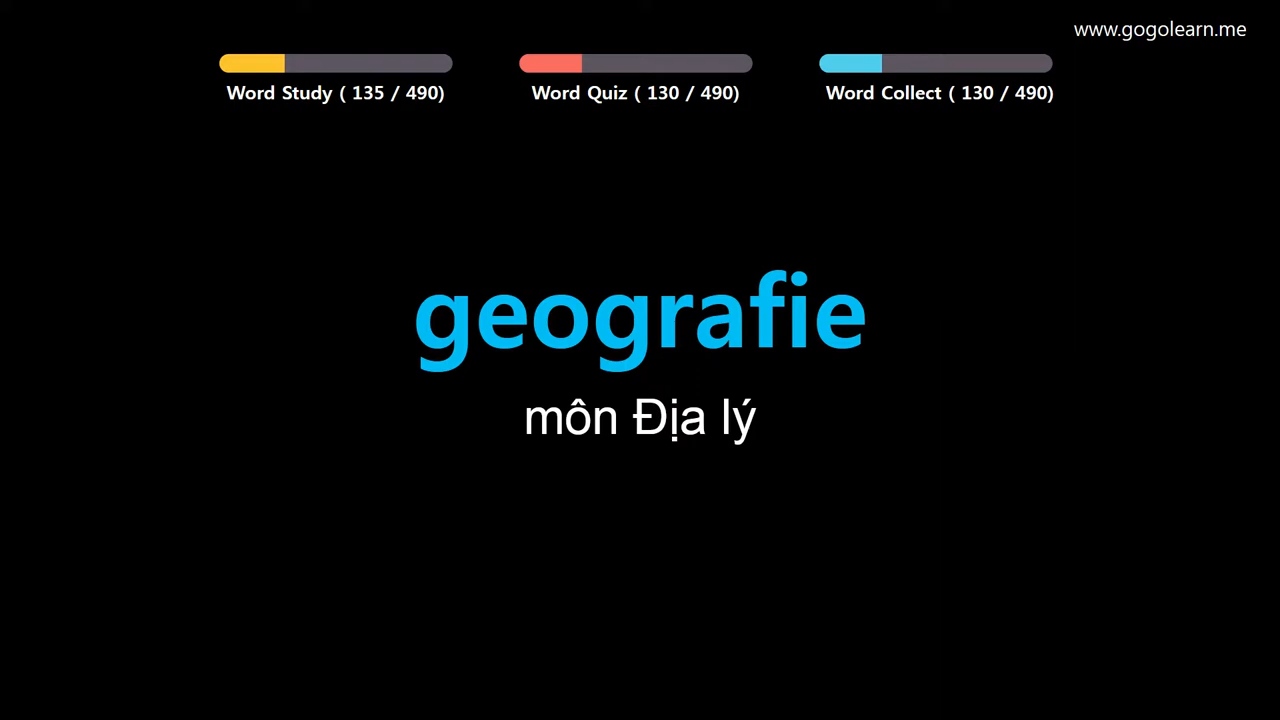 www.gogolearn.me
Word Study ( 135 / 490)
Word Quiz ( 130 / 490)
Word Collect ( 130 / 490)
geografie
môn Địa lý